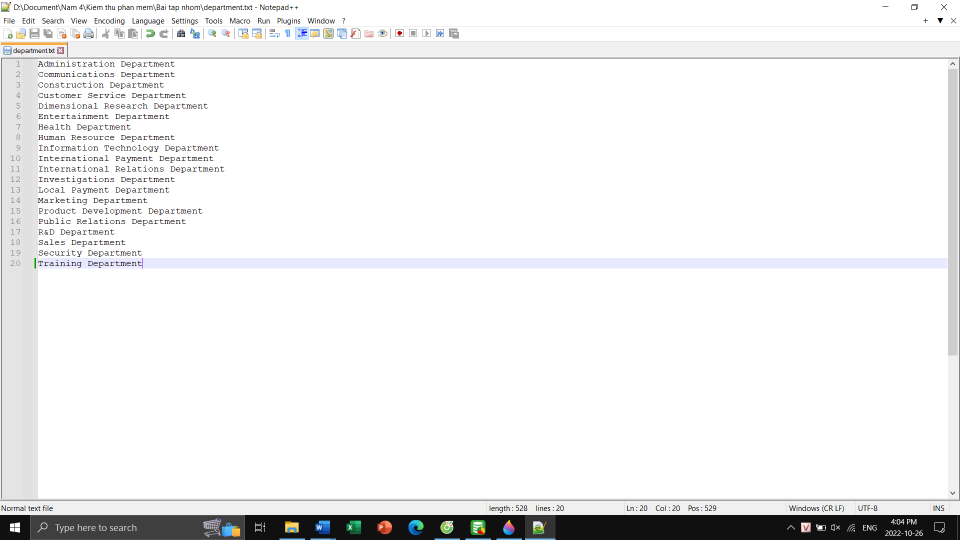 D:\Document\Nam 4\Kiem thu phan mem\Bai tap nhom\department.txt - Notepad++
File Edit Search View Encoding Language Settings Tools Macro Run Plugins Window ?
department.txt
1 Administration Department
2 Communications Department
3 Construction Department
4 Customer Service Department
5 Dimensional Research Department
6 Entertainment Department
7 Health Department
8 Human Resource Department
9 Information Technology Department
10 International Payment Department
11 International Relations Department
12 Investigations Department
13 Local Payment Department
14 Marketing Department
15 Product Development Department
16 Public Relations Department
17 R&D Department
18 Sales Department
19 Security Department
20 Training Department
Normal text file length : 528 lines : 20 Ln : 20 Col : 20 Pos : 529 Windows (CR LF) UTF-8 INS
Type here to search
ENG
4:04 PM
2022-10-26